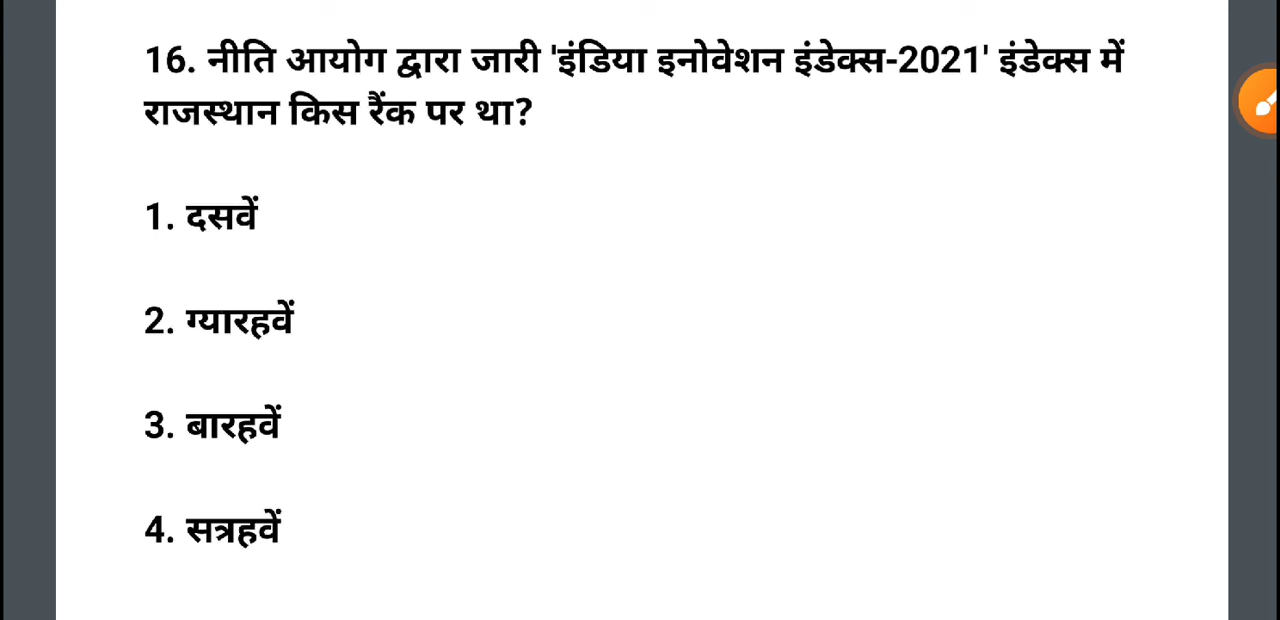 16. नीति आयोग द्वारा जारी 'इंडिया इनोवेशन इंडेक्स-2021' इंडेक्स में
राजस्थान किस रैंक पर था?
1. दसवें
2. ग्यारहवें
3. बारहवें
4. सत्रहवें